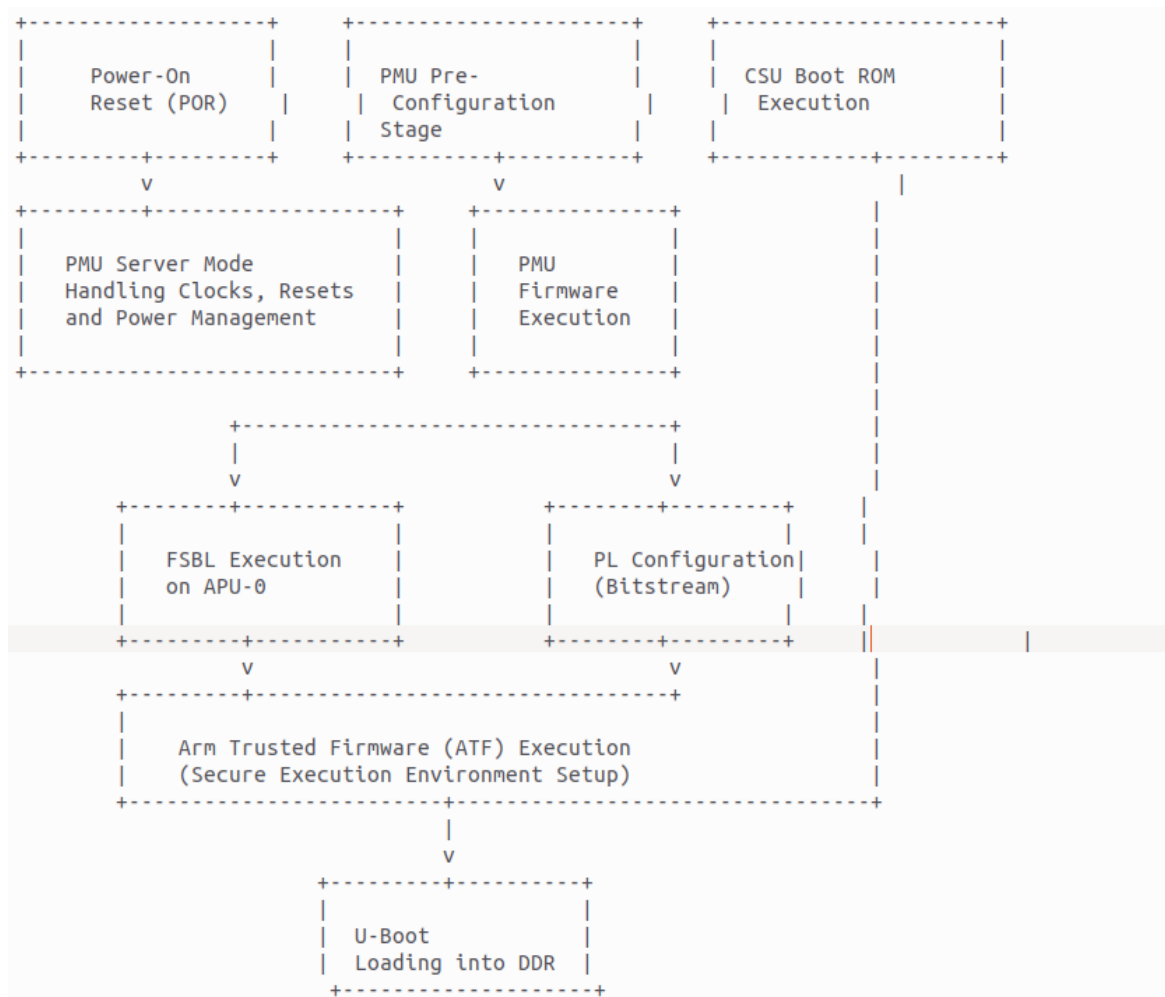 Power-On
Reset (POR)
PMU Pre-
Configuration
Stage
CSU Boot ROM
Execution
PMU Server Mode
Handling Clocks, Resets
and Power Management
PMU
Firmware
Execution
FSBL Execution
on APU-0
PL Configuration
(Bitstream)
Arm Trusted Firmware (ATF) Execution
(Secure Execution Environment Setup)
U-Boot
Loading into DDR